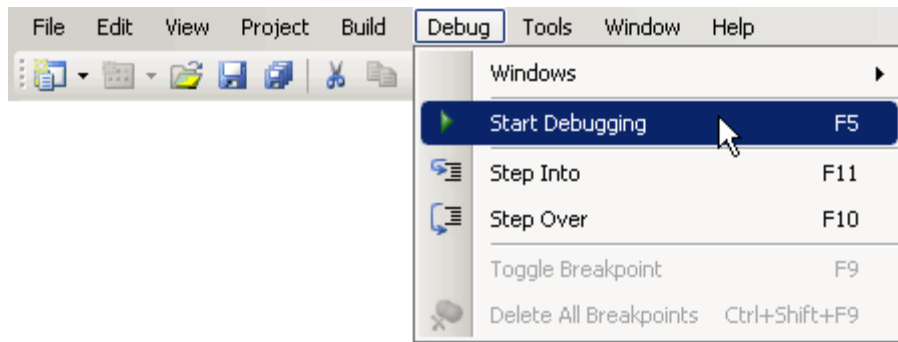 File Edit View Project Build Debug Tools Window Help
Windows
Start Debugging F5
Step Into F11
Step Over F10
Toggle Breakpoint F9
Delete All Breakpoints Ctrl+Shift+F9